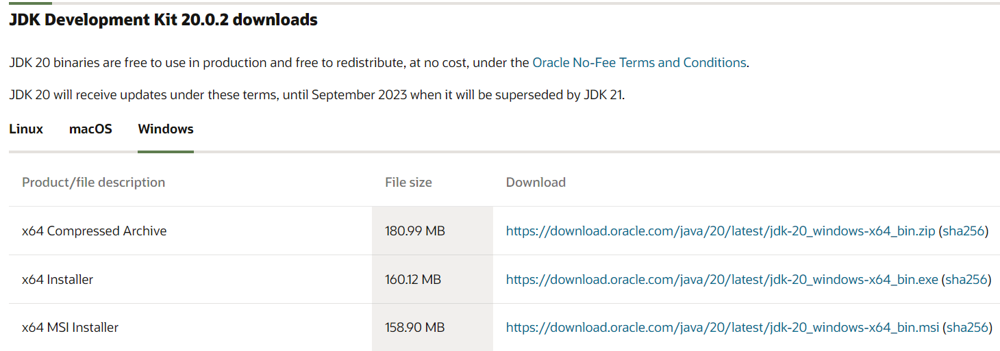 JDK Development Kit 20.0.2 downloads
JDK 20 binaries are free to use in production and free to redistribute, at no cost, under the Oracle No-Fee Terms and Conditions.
JDK 20 will receive updates under these terms, until September 2023 when it will be superseded by JDK 21.
Linux macOS Windows
Product/file description File size Download
x64 Compressed Archive 180.99 MB https://download.oracle.com/java/20/latest/jdk-20_windows-x64_bin.zip (sha256)
x64 Installer 160.12 MB https://download.oracle.com/java/20/latest/jdk-20_windows-x64_bin.exe (sha256)
x64 MSI Installer 158.90 MB https://download.oracle.com/java/20/latest/jdk-20_windows-x64_bin.msi (sha256)